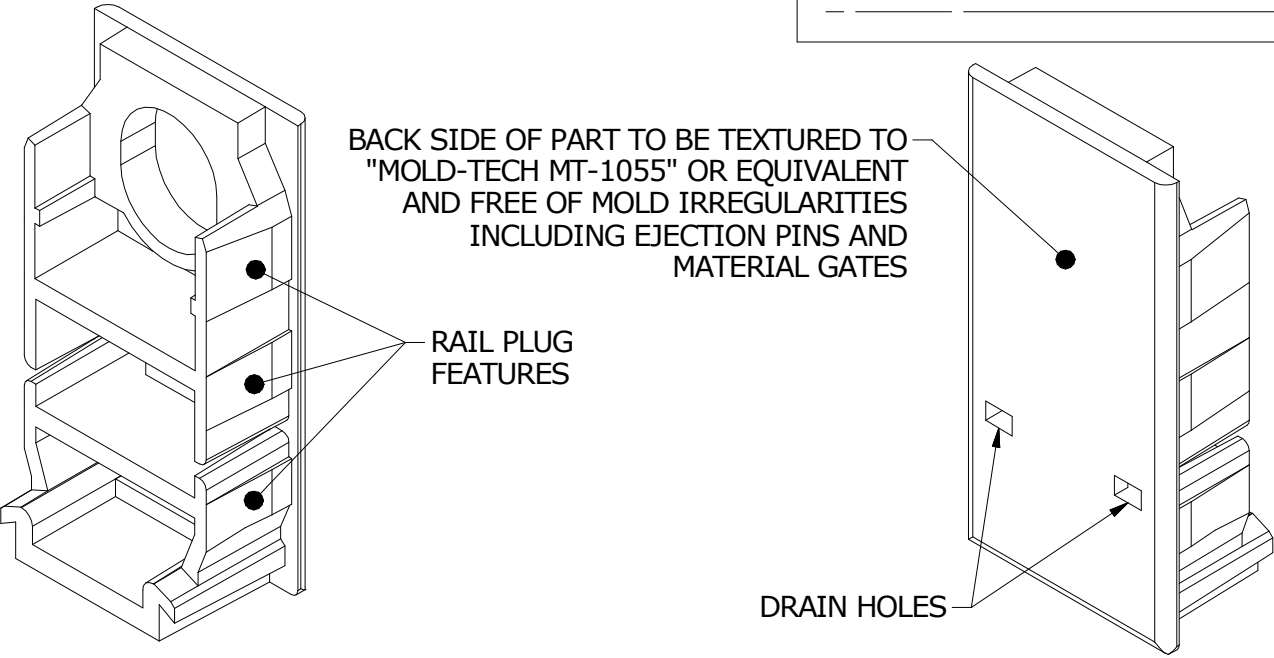 BACK SIDE OF PART TO BE TEXTURED TO
"MOLD-TECH MT-1055" OR EQUIVALENT
AND FREE OF MOLD IRREGULARITIES
INCLUDING EJECTION PINS AND
MATERIAL GATES
RAIL PLUG
FEATURES
DRAIN HOLES